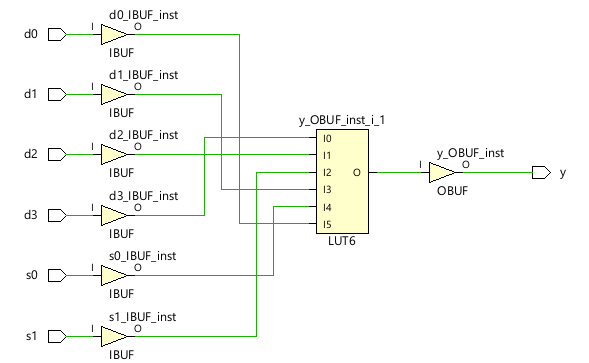 d0_IBUF_inst
d0
I
O
IBUF
d1_IBUF_inst
d1
I
O
IBUF
y_OBUF_inst_i_1
d2_IBUF_inst
d2
I
O
IBUF
I0
I1
I2
I3
I4
I5
O
LUT6
y_OBUF_inst
I
O
OBUF
y
d3_IBUF_inst
d3
I
O
IBUF
s0_IBUF_inst
s0
I
O
IBUF
s1_IBUF_inst
s1
I
O
IBUF